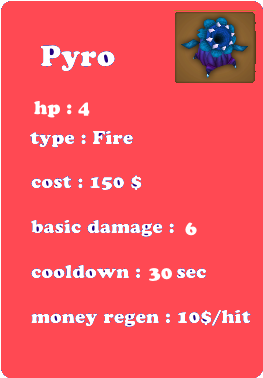 Pyro
hp : 4
type : Fire
cost : 150 $
basic damage : 6
cooldown : 30 sec
money regen : 10$/hit